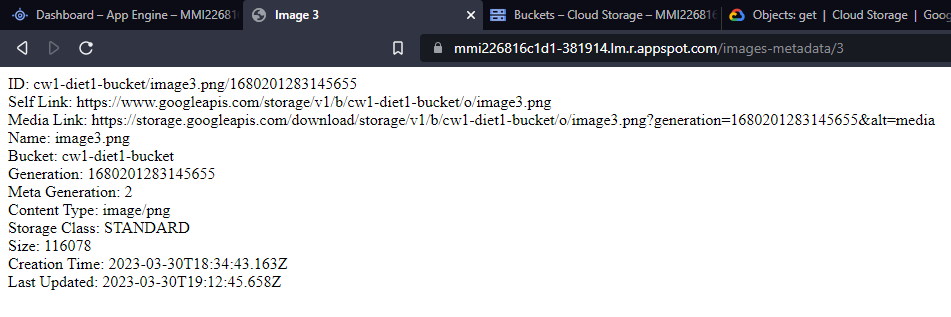 Dashboard – App Engine – MMI22681
Image 3
Buckets – Cloud Storage – MMI226816
Objects: get | Cloud Storage | Goog
mmi226816c1d1-381914.lm.r.appspot.com/images-metadata/3
ID: cw1-diet1-bucket/image3.png/1680201283145655
Self Link: https://www.googleapis.com/storage/v1/b/cw1-diet1-bucket/o/image3.png
Media Link: https://storage.googleapis.com/download/storage/v1/b/cw1-diet1-bucket/o/image3.png?generation=1680201283145655&alt=media
Name: image3.png
Bucket: cw1-diet1-bucket
Generation: 1680201283145655
Meta Generation: 2
Content Type: image/png
Storage Class: STANDARD
Size: 116078
Creation Time: 2023-03-30T18:34:43.163Z
Last Updated: 2023-03-30T19:12:45.658Z